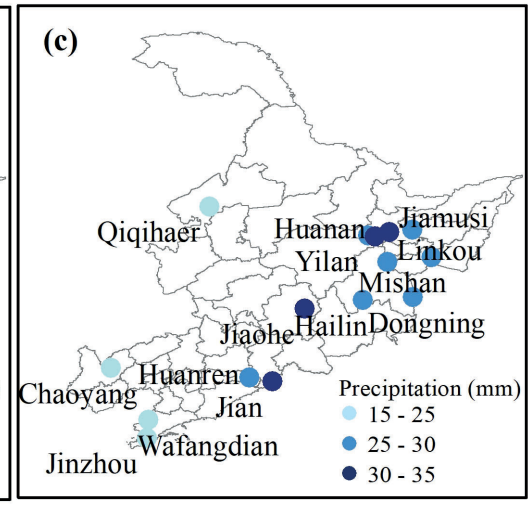 (c)
Qiqihaer
Huanan
Jiamusi
Yilan
Linkou
Mishan
Jiaohe
Hailin
Dongning
Huanren
Chaoyang
Jian
Wafangdian
Jinzhou
Precipitation (mm)
15 - 25
25 - 30
30 - 35